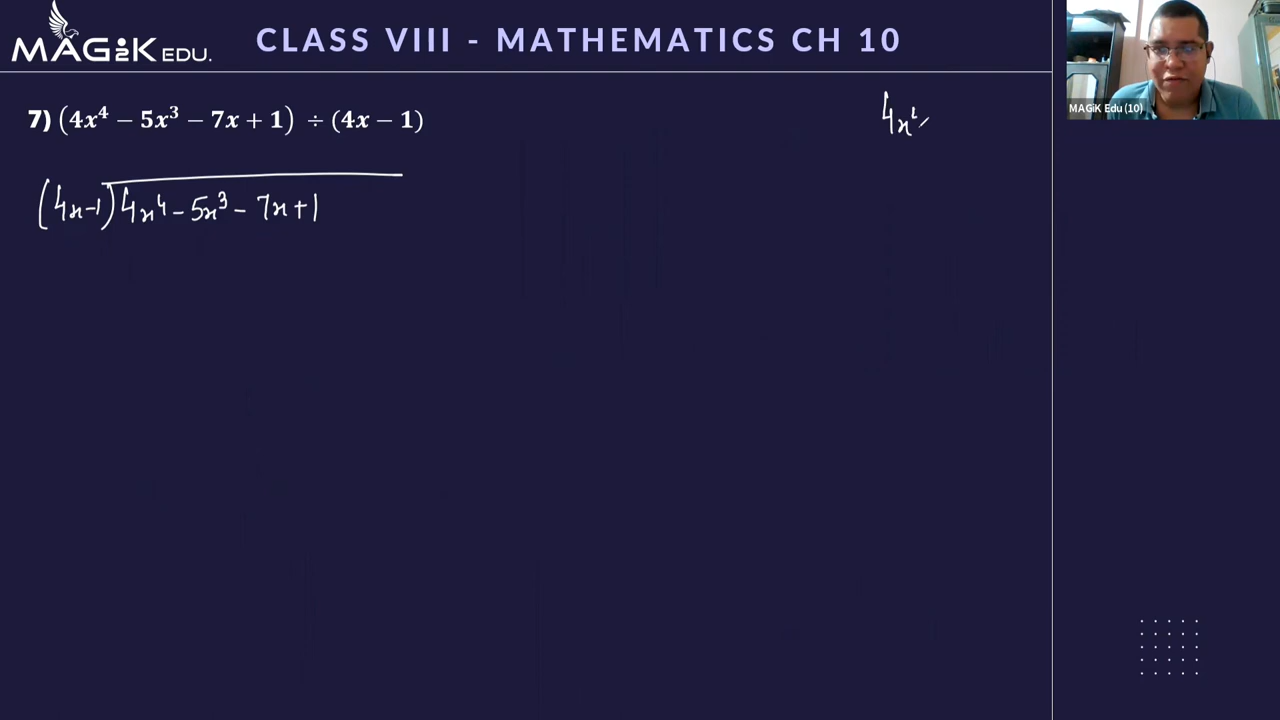 MAGiK EDU.
CLASS VIII - MATHEMATICS CH 10
MAGiK Edu (10)
7) (4x⁴ − 5x³ − 7x + 1) ÷ (4x − 1)
4x⁴
(4x-1)4x⁴ - 5x³ - 7x + 1